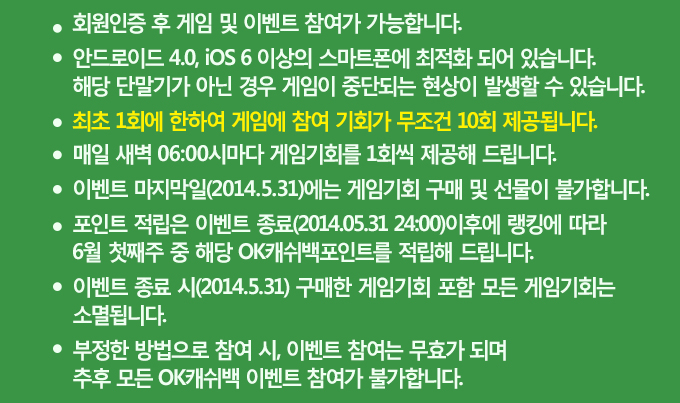 • 회원인증 후 게임 및 이벤트 참여가 가능합니다.
• 안드로이드 4.0, iOS 6 이상의 스마트폰에 최적화 되어 있습니다.
해당 단말기가 아닌 경우 게임이 중단되는 현상이 발생할 수 있습니다.
• 최초 1회에 한하여 게임에 참여 기회가 무조건 10회 제공됩니다.
• 매일 새벽 06:00시마다 게임기회를 1회씩 제공해 드립니다.
• 이벤트 마지막일(2014.5.31)에는 게임기회 구매 및 선물이 불가합니다.
• 포인트 적립은 이벤트 종료(2014.05.31 24:00)이후에 랭킹에 따라
6월 첫째주 중 해당 OK캐쉬백포인트를 적립해 드립니다.
• 이벤트 종료 시(2014.5.31) 구매한 게임기회 포함 모든 게임기회는
소멸됩니다.
• 부정한 방법으로 참여 시, 이벤트 참여는 무효가 되며
추후 모든 OK캐쉬백 이벤트 참여가 불가합니다.